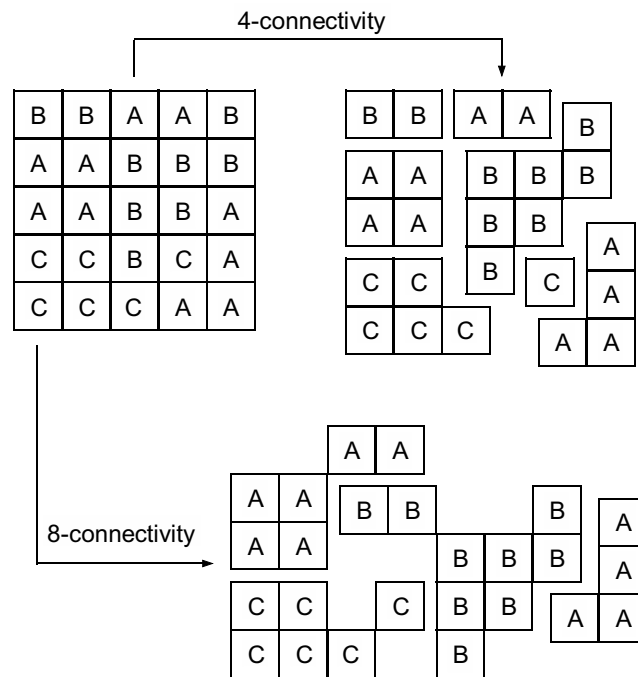 4-connectivity
B B A A B
A A B B B
A A B B A
C C B C A
C C C A A
B B A A B
A A B B B
A A B B A
C C B C A
C C C A A
8-connectivity
A A
A A B B B A
A A B B B A
C C C B B A A
C C C B